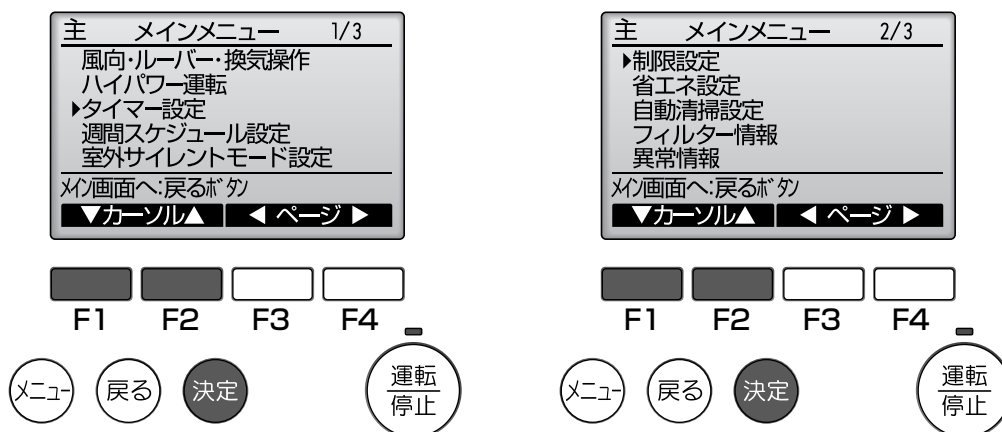 主 メインメニュー 1/3
風向・ルーバー・換気操作
ハイパワー運転
▶タイマー設定
週間スケジュール設定
室外サイレントモード設定
メイン画面へ:戻るボタン
▼カーソル▲ ◀ ページ ▶
F1 F2 F3 F4
メニュー 戻る 決定 運転
停止
主 メインメニュー 2/3
▶制限設定
省エネ設定
自動清掃設定
フィルター情報
異常情報
メイン画面へ:戻るボタン
▼カーソル▲ ◀ ページ ▶
F1 F2 F3 F4
メニュー 戻る 決定 運転
停止